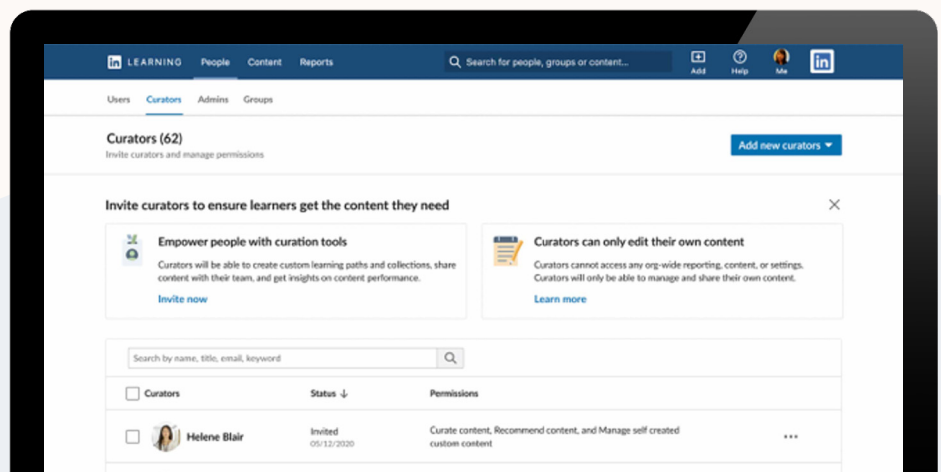 in LEARNING People Content Reports Search for people, groups or content... Add Help Me in
Users Curators Admins Groups
Curators (62)
Invite curators and manage permissions
Add new curators
Invite curators to ensure learners get the content they need
Empower people with curation tools
Curators will be able to create custom learning paths and collections, share
content with their team, and get insights on content performance.
Invite now
Curators can only edit their own content
Curators cannot access any org-wide reporting, content, or settings.
Curators will only be able to manage and share their own content.
Learn more
Search by name, title, email, keyword
Curators Status Permissions
Helene Blair
Invited
05/12/2020
Curate content, Recommend content, and Manage self created
custom content